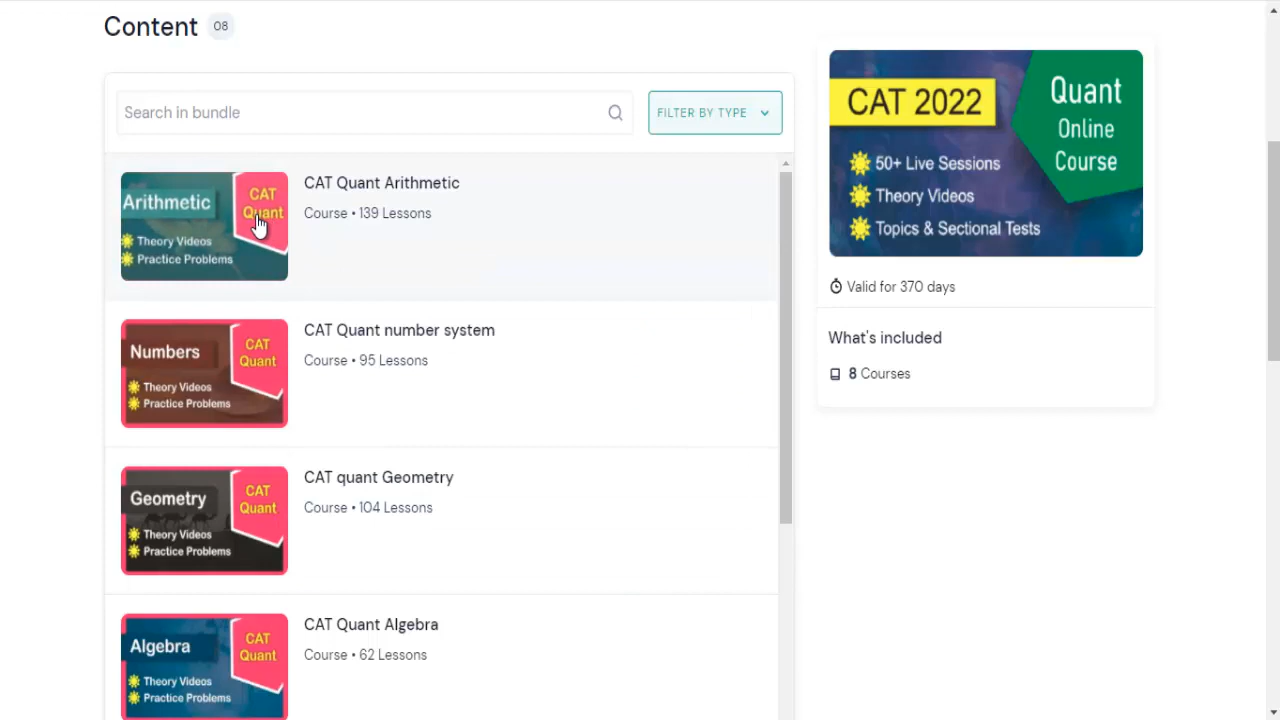 Content 08
Search in bundle
FILTER BY TYPE
Arithmetic
CAT
Quant
Theory Videos
Practice Problems
CAT Quant Arithmetic
Course • 139 Lessons
Numbers
CAT
Quant
Theory Videos
Practice Problems
CAT Quant number system
Course • 95 Lessons
Geometry
CAT
Quant
Theory Videos
Practice Problems
CAT quant Geometry
Course • 104 Lessons
Algebra
CAT
Quant
Theory Videos
Practice Problems
CAT Quant Algebra
Course • 62 Lessons
CAT 2022
Quant
Online
Course
50+ Live Sessions
Theory Videos
Topics & Sectional Tests
Valid for 370 days
What's included
8 Courses